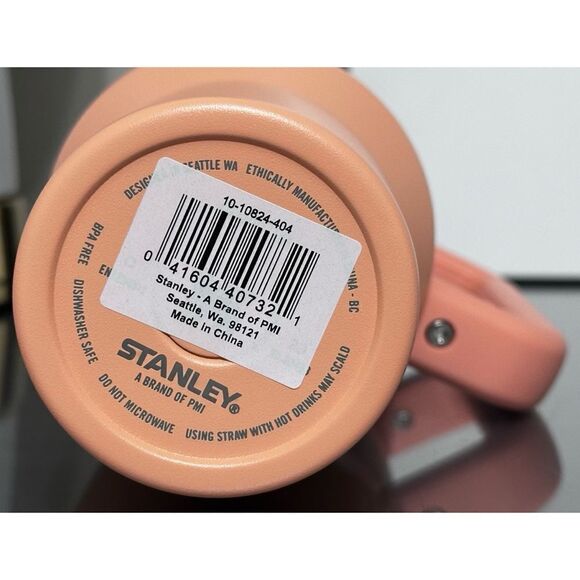 10-10824-404
0 41604 40732 1
Stanley - A Brand of PMI
Seattle, Wa. 98121
Made In China
SEATTLE WA
ETHICALLY
BPA FREE
DISHWASHER SAFE
DO NOT MICROWAVE
USING STRAW WITH HOT DRINKS MAY SCALD
STANLEY®
A BRAND OF PMI
- BC